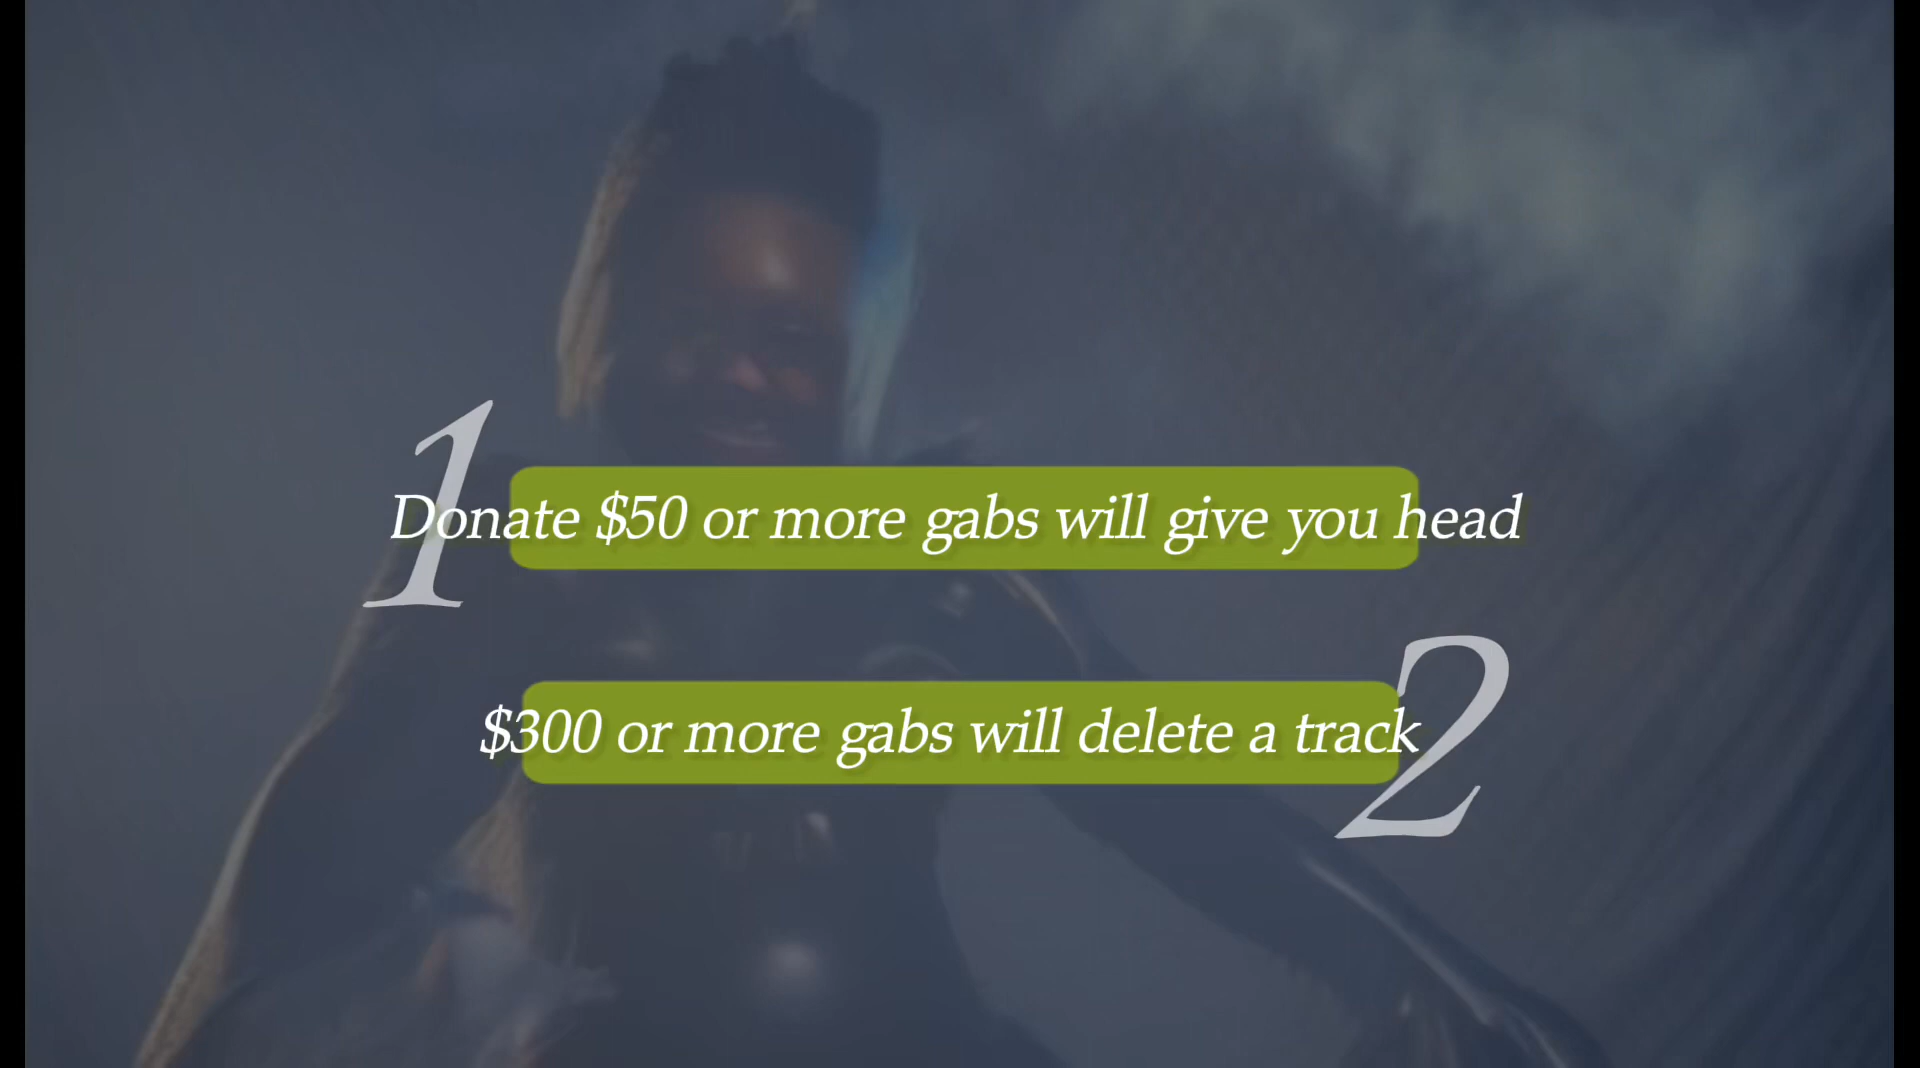 1
Donate $50 or more gabs will give you head
$300 or more gabs will delete a track
2